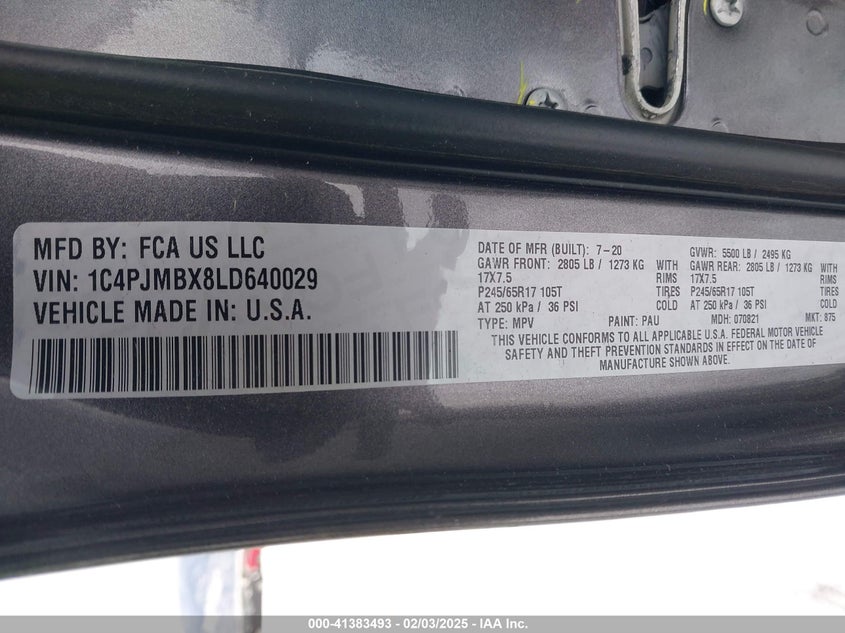 MFD BY: FCA US LLC
VIN: 1C4PJMBX8LD640029
VEHICLE MADE IN: U.S.A.
DATE OF MFR (BUILT): 7-20 GVWR: 5500 LB / 2495 KG
GAWR FRONT: 2805 LB / 1273 KG WITH GAWR REAR: 2805 LB / 1273 KG WITH
17X7.5 RIMS 17X7.5 RIMS
P245/65R17 105T TIRES P245/65R17 105T TIRES
AT 250 kPa / 36 PSI COLD AT 250 kPa / 36 PSI COLD
TYPE: MPV PAINT: PAU MDH: 070821 MKT: 875
THIS VEHICLE CONFORMS TO ALL APPLICABLE U.S.A. FEDERAL MOTOR VEHICLE
SAFETY AND THEFT PREVENTION STANDARDS IN EFFECT ON THE DATE OF
MANUFACTURE SHOWN ABOVE.
000-41383493 - 02/03/2025 - IAA Inc.